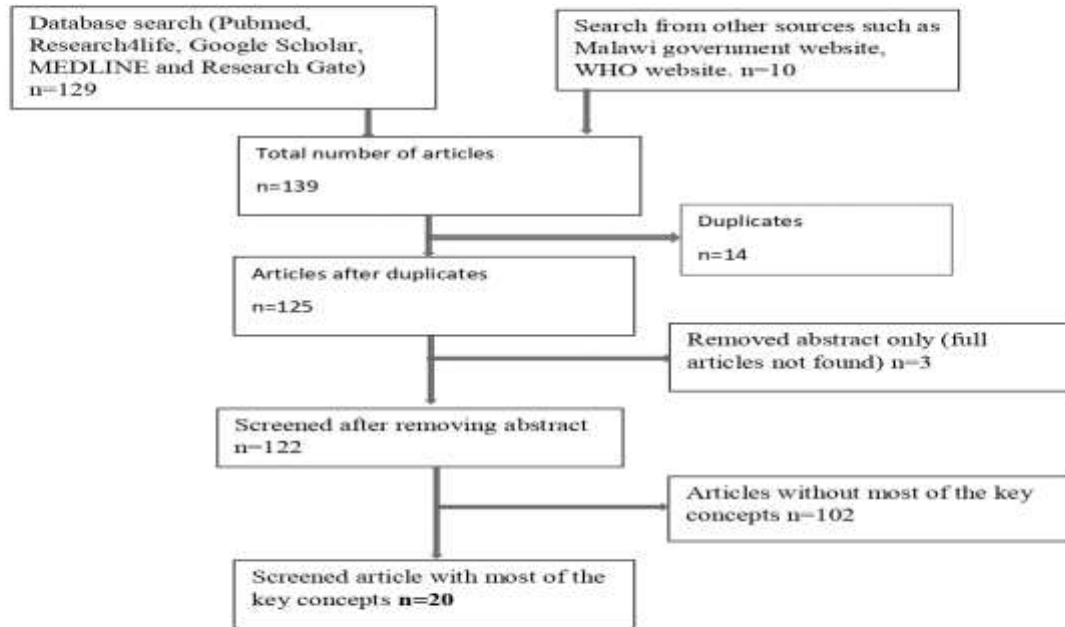 Database search (Pubmed,
Research4life, Google Scholar,
MEDLINE and Research Gate)
n=129
Search from other sources such as
Malawi government website,
WHO website. n=10
Total number of articles
n=139
Duplicates
n=14
Articles after duplicates
n=125
Removed abstract only (full
articles not found) n=3
Screened after removing abstract
n=122
Articles without most of the key
concepts n=102
Screened article with most of the
key concepts n=20